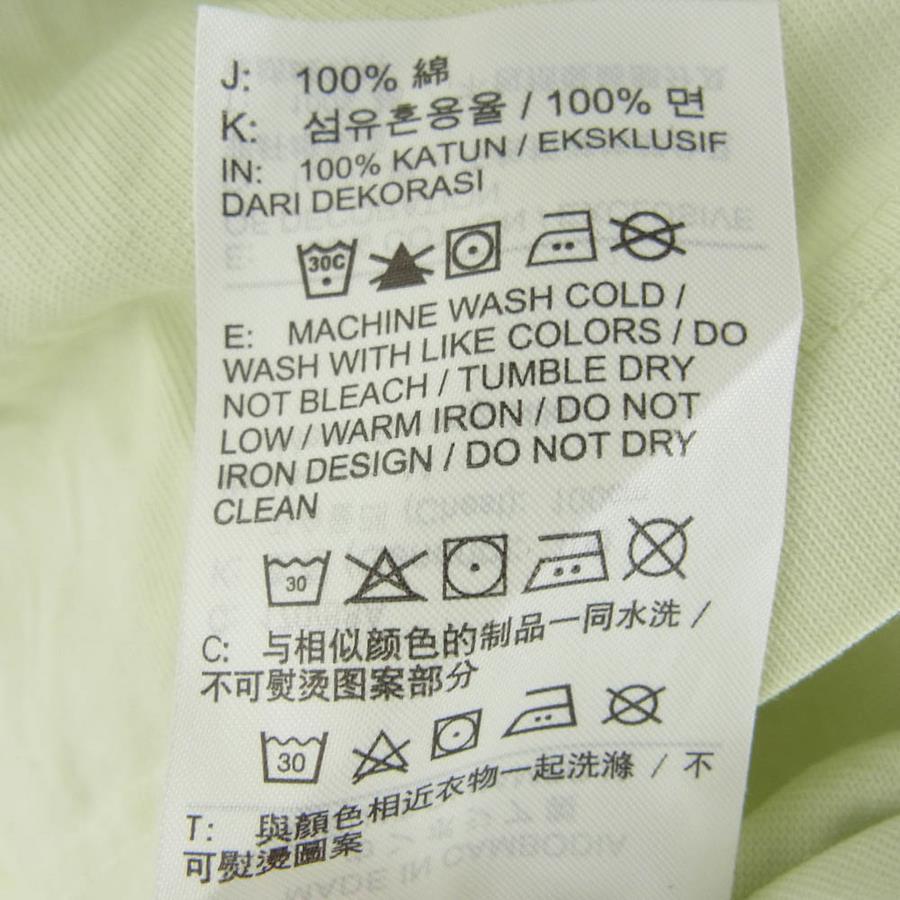 J: 100% 綿
K: 섬유혼용율 / 100% 면
IN: 100% KATUN / EKSKLUSIF
DARI DEKORASI
30C
E: MACHINE WASH COLD /
WASH WITH LIKE COLORS / DO
NOT BLEACH / TUMBLE DRY
LOW / WARM IRON / DO NOT
IRON DESIGN / DO NOT DRY
CLEAN
30
C: 与相似颜色的制品一同水洗 /
不可熨烫图案部分
30
T: 與顏色相近衣物一起洗滌 / 不
可熨燙圖案